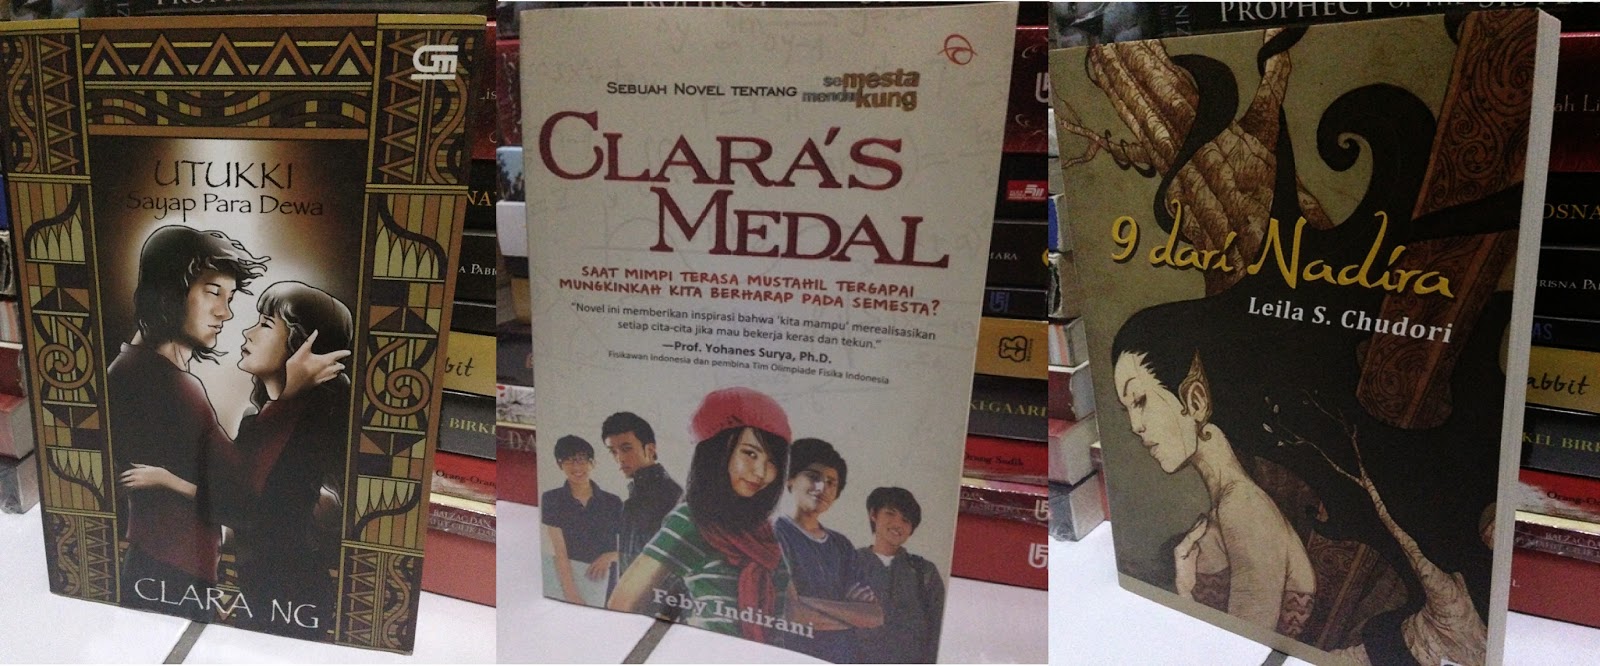 GM
UTUKKI
Sayap Para Dewa
CLARA NG
SEBUAH NOVEL TENTANG
seMesta
menduKung
CLARA'S
MEDAL
SAAT MIMPI TERASA MUSTAHIL TERGAPAI
MUNGKINKAH KITA BERHARAP PADA SEMESTA?
"Novel ini memberikan inspirasi bahwa 'kita mampu' merealisasikan
setiap cita-cita jika mau bekerja keras dan tekun."
—Prof. Yohanes Surya, Ph.D.
Fisikawan Indonesia dan pembina Tim Olimpiade Fisika Indonesia
Feby Indirani
PROPHECY OF THE
9 dari Nadira
Leila S. Chudori